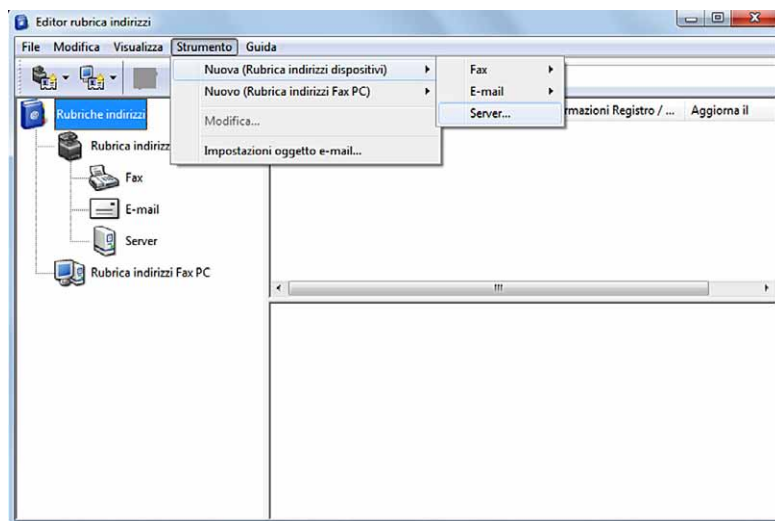 Editor rubrica indirizzi
File Modifica Visualizza Strumento Guida
Nuova (Rubrica indirizzi dispositivi)
Nuovo (Rubrica indirizzi Fax PC)
Modifica...
Impostazioni oggetto e-mail...
Fax
E-mail
Server...
rmazioni Registro / ... Aggiorna il
Rubriche indirizzi
Rubrica indirizz
Fax
E-mail
Server
Rubrica indirizzi Fax PC